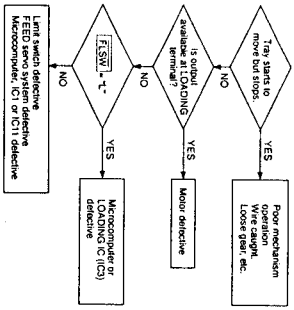 Tray starts to
move but stops.
YES
Poor mechanism
operation
Wire caught.
Loose gear, etc.
NO
Is output
available at LOADING
terminal?
YES
Motor defective
NO
FLSW = "L"
YES
Microcomputer or
LOADING IC (IC3)
defective
NO
Limit switch defective
FEED servo system defective
Microcomputer, IC1 or IC11 defective